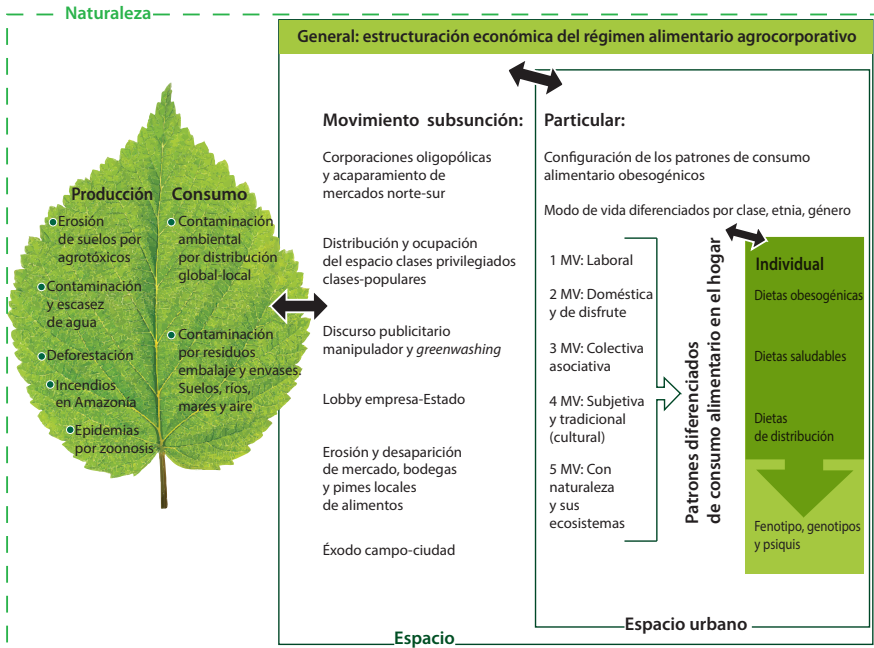 Naturaleza
General: estructuración económica del régimen alimentario agrocorporativo
Producción
Erosión
de suelos por
agrotóxicos
Contaminación
y escasez
de agua
Deforestación
Incendios
en Amazonía
Epidemias
por zoonosis
Consumo
Contaminación
ambiental
por distribución
global-local
Contaminación
por residuos
embalaje y envases.
Suelos, ríos,
mares y aire
Movimiento subsunción:
Corporaciones oligopólicas
y acaparamiento de
mercados norte-sur
Distribución y ocupación
del espacio clases privilegiados
clases-populares
Discurso publicitario
manipulador y greenwashing
Lobby empresa-Estado
Erosión y desaparición
de mercado, bodegas
y pimes locales
de alimentos
Éxodo campo-ciudad
Particular:
Configuración de los patrones de consumo
alimentario obesogénicos
Modo de vida diferenciados por clase, etnia, género
1 MV: Laboral
2 MV: Doméstica
y de disfrute
3 MV: Colectiva
asociativa
4 MV: Subjetiva
y tradicional
(cultural)
5 MV: Con
naturaleza
y sus
ecosistemas
Patrones diferenciados
de consumo alimentario en el hogar
Individual
Dietas obesogénicas
Dietas saludables
Dietas
de distribución
Fenotipo, genotipos
y psiquis
Espacio urbano
Espacio